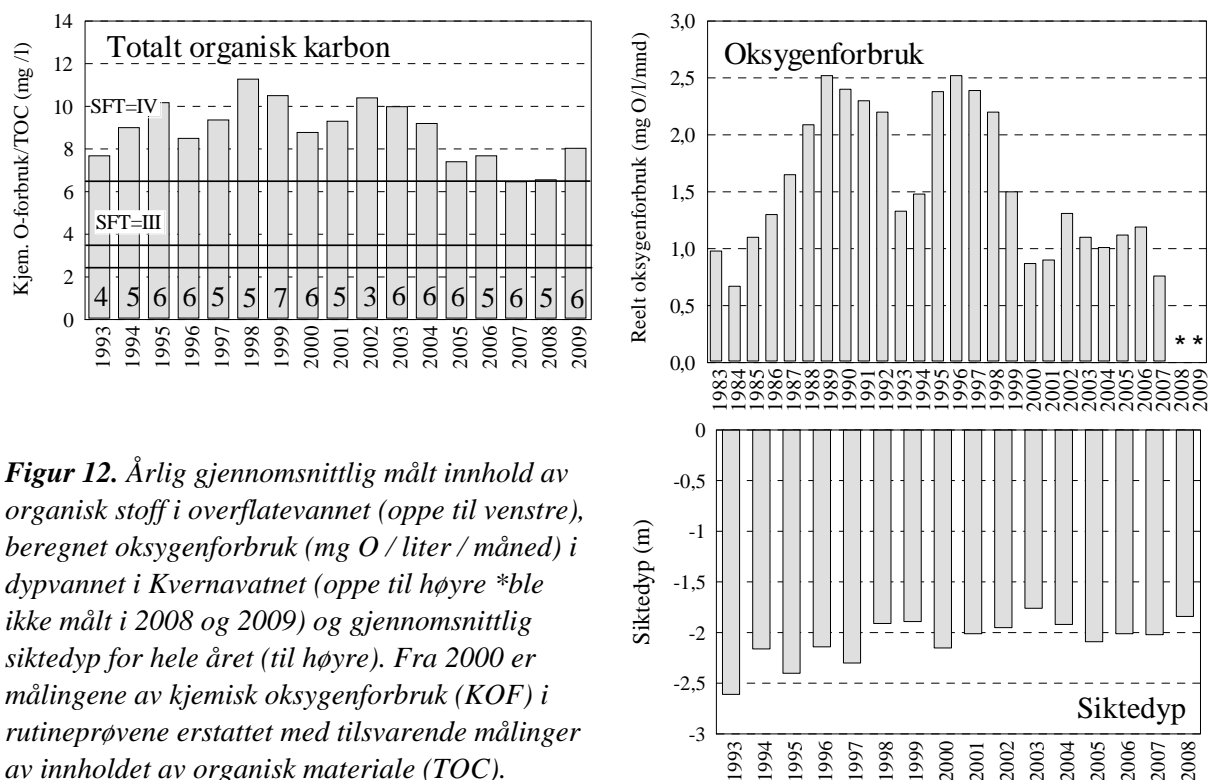 Totalt organisk karbon
Kjem. O-forbruk/TOC (mg /l)
14
12
10
8
6
4
2
0
SFT=IV
SFT=III
4 5 6 6 5 5 7 6 5 3 6 6 6 5 6 5 6
1993 1994 1995 1996 1997 1998 1999 2000 2001 2002 2003 2004 2005 2006 2007 2008 2009
Oksygenforbruk
Reelt oksygenforbruk (mg O/l/mnd)
3,0
2,5
2,0
1,5
1,0
0,5
0,0
* *
1983 1984 1985 1986 1987 1988 1989 1990 1991 1992 1993 1994 1995 1996 1997 1998 1999 2000 2001 2002 2003 2004 2005 2006 2007 2008 2009
Figur 12. Årlig gjennomsnittlig målt innhold av
organisk stoff i overflatevannet (oppe til venstre),
beregnet oksygenforbruk (mg O / liter / måned) i
dypvannet i Kvernavatnet (oppe til høyre *ble
ikke målt i 2008 og 2009) og gjennomsnittlig
siktedyp for hele året (til høyre). Fra 2000 er
målingene av kjemisk oksygenforbruk (KOF) i
rutineprøvene erstattet med tilsvarende målinger
av innholdet av organisk materiale (TOC).
Siktedyp (m)
0
-0,5
-1
-1,5
-2
-2,5
-3
Siktedyp
1993 1994 1995 1996 1997 1998 1999 2000 2001 2002 2003 2004 2005 2006 2007 2008